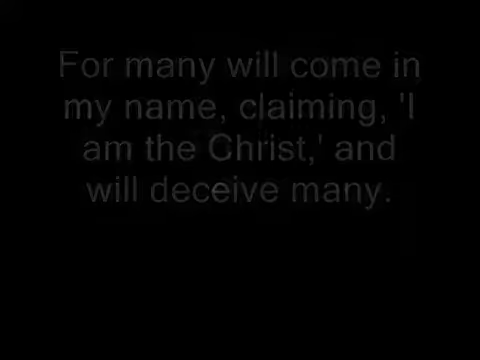 For many will come in
my name, claiming, 'I
am the Christ,' and
will deceive many.